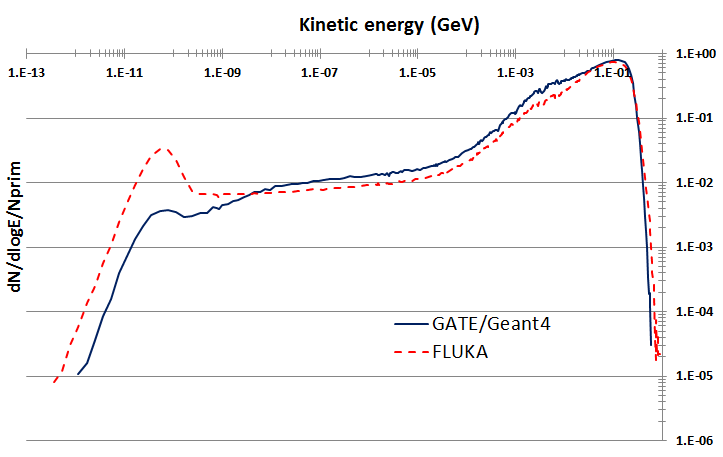 Kinetic energy (GeV)
1.E-13 1.E-11 1.E-09 1.E-07 1.E-05 1.E-03 1.E-01
1.E+00
1.E-01
1.E-02
1.E-03
1.E-04
1.E-05
1.E-06
dN/dlogE/Nprim
GATE/Geant4
FLUKA